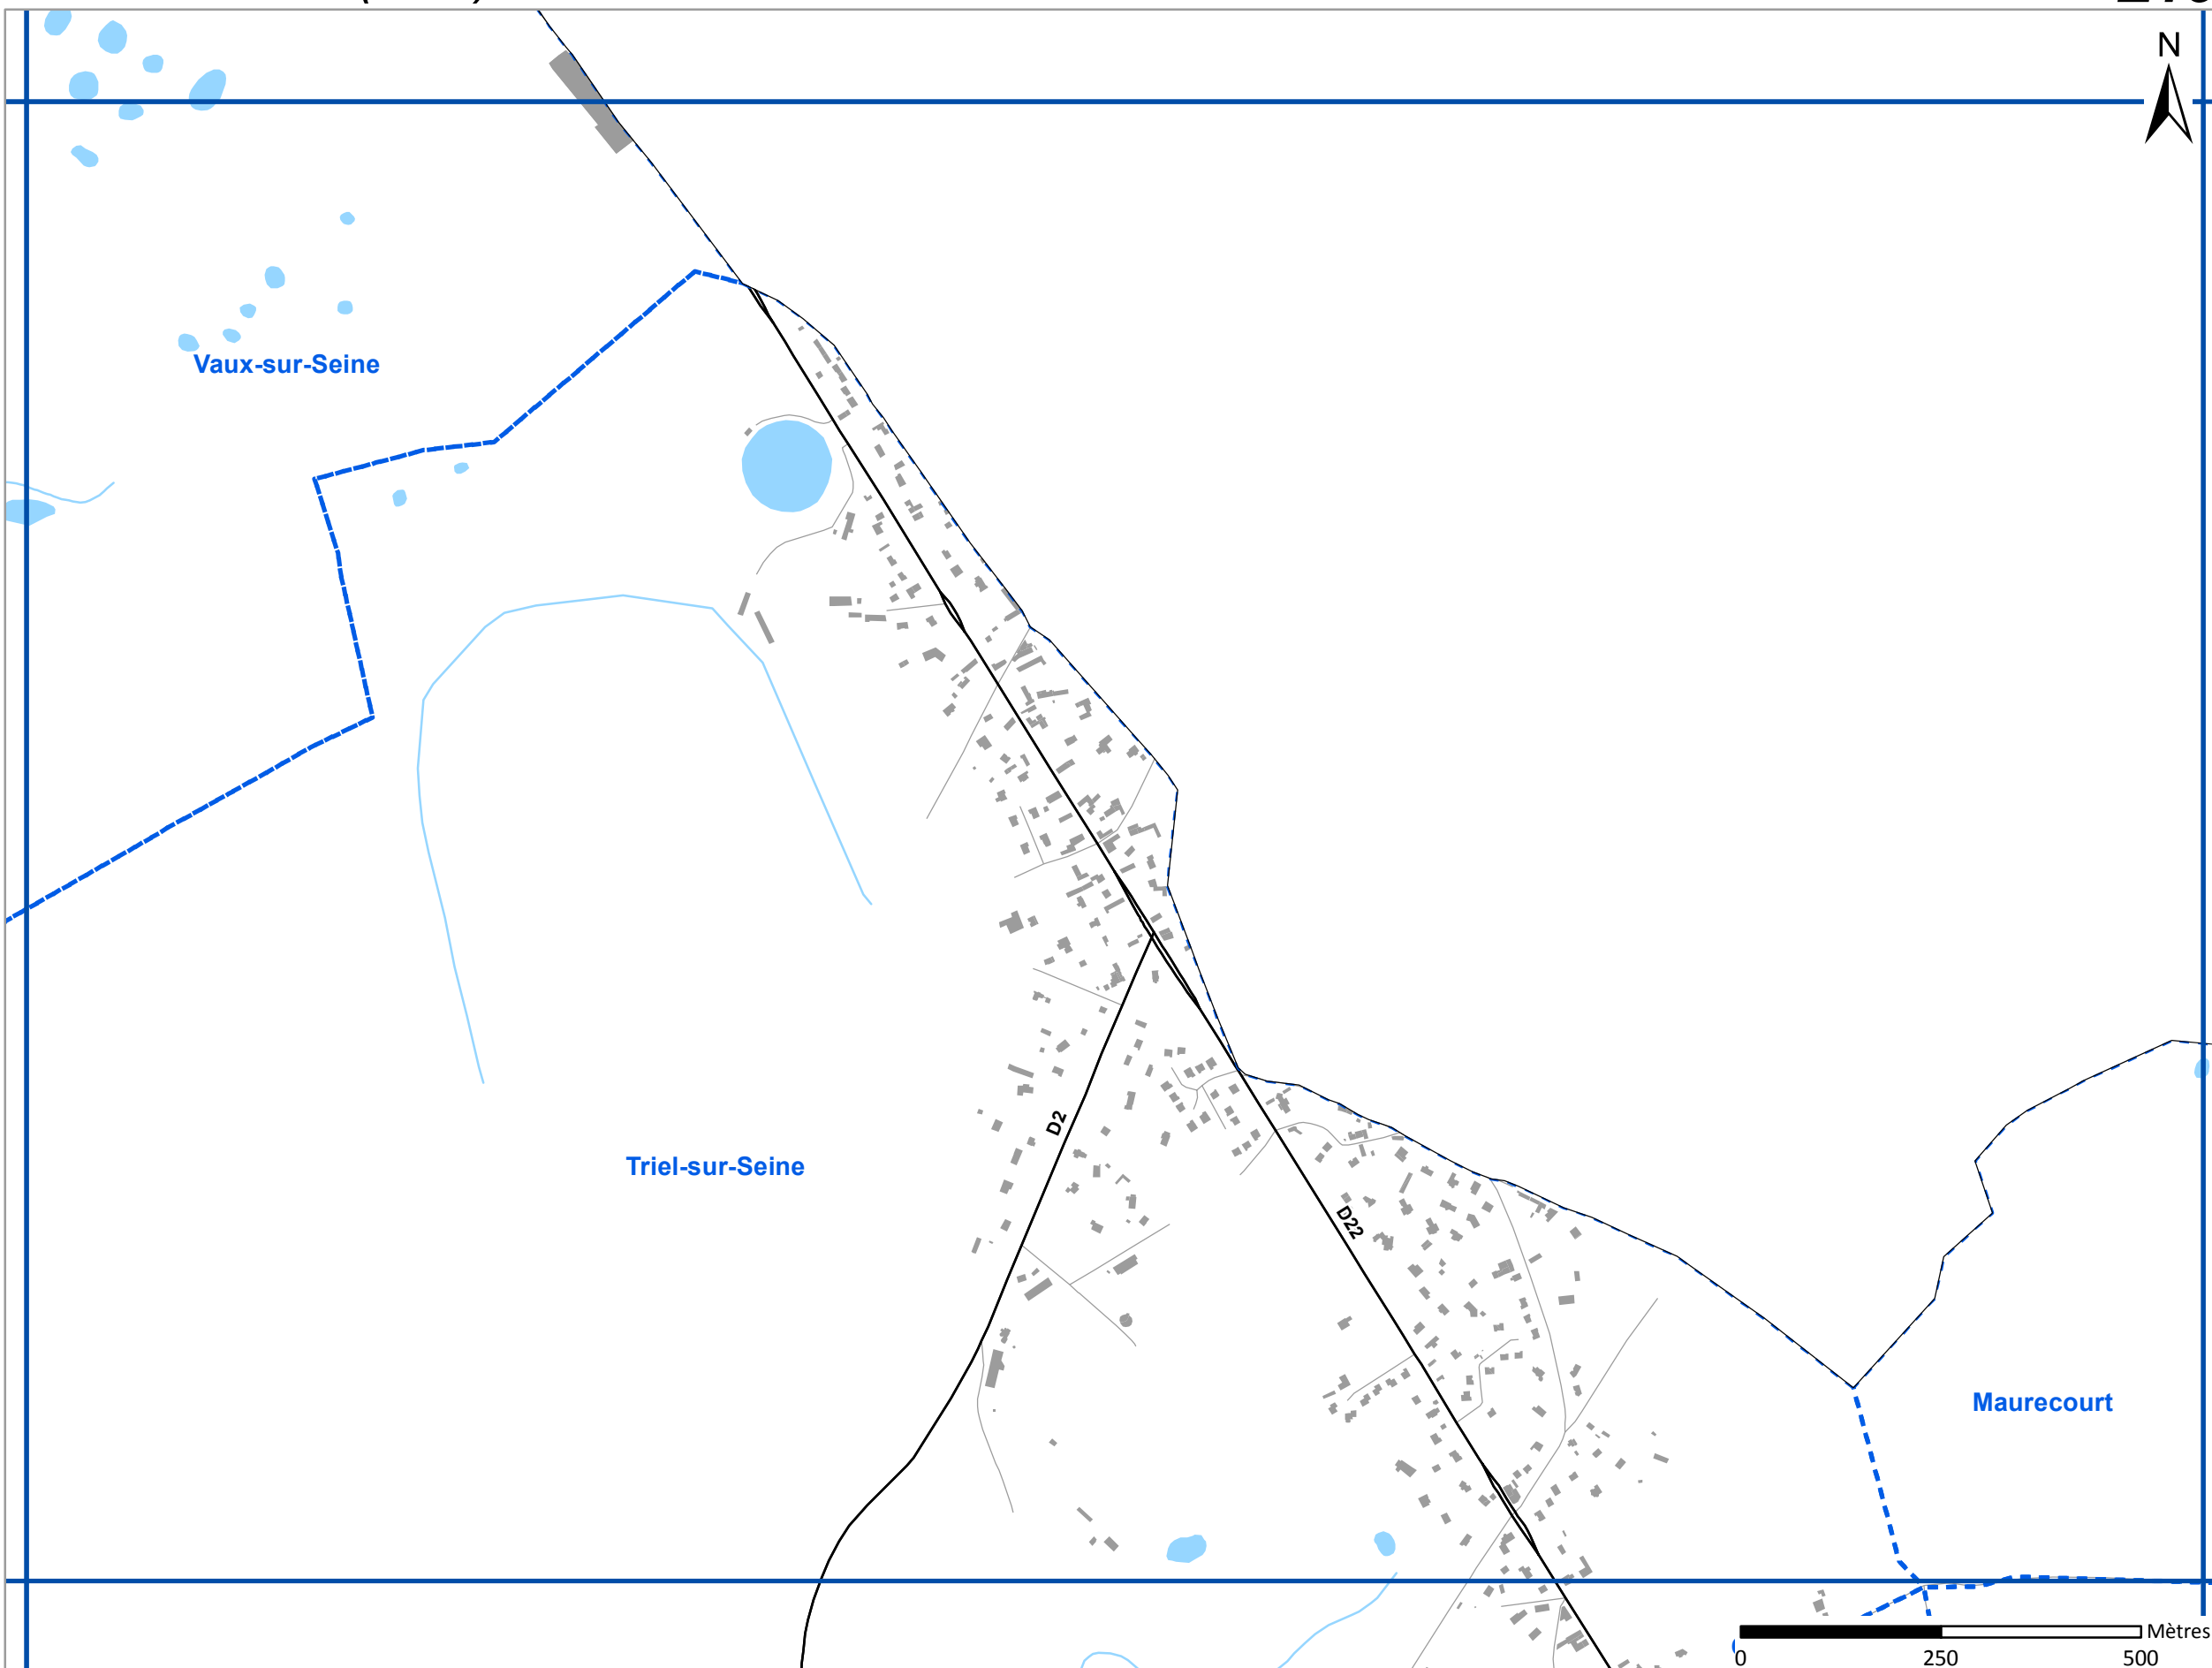 N
Vaux-sur-Seine
D2
Triel-sur-Seine
D22
Maurecourt
Mètres
0 250 500